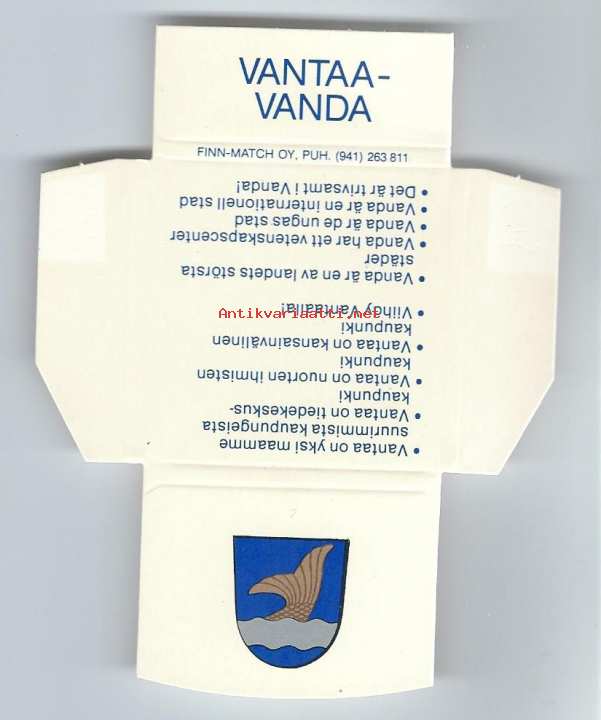 VANTAA-
VANDA
FINN-MATCH OY, PUH. (941) 263 811
• Vantaa on yksi maamme
suurimmista kaupungeista
• Vantaa on tiedekeskus-
kaupunki
• Vantaa on nuorten ihmisten
kaupunki
• Vantaa on kansainvälinen
kaupunki
• Viihdy Vantaalla!
• Vanda är en av landets största
städer
• Vanda har ett vetenskapscenter
• Vanda är de ungas stad
• Vanda är en internationell stad
• Det är trivsamt i Vanda!
Antikvariaatti.net